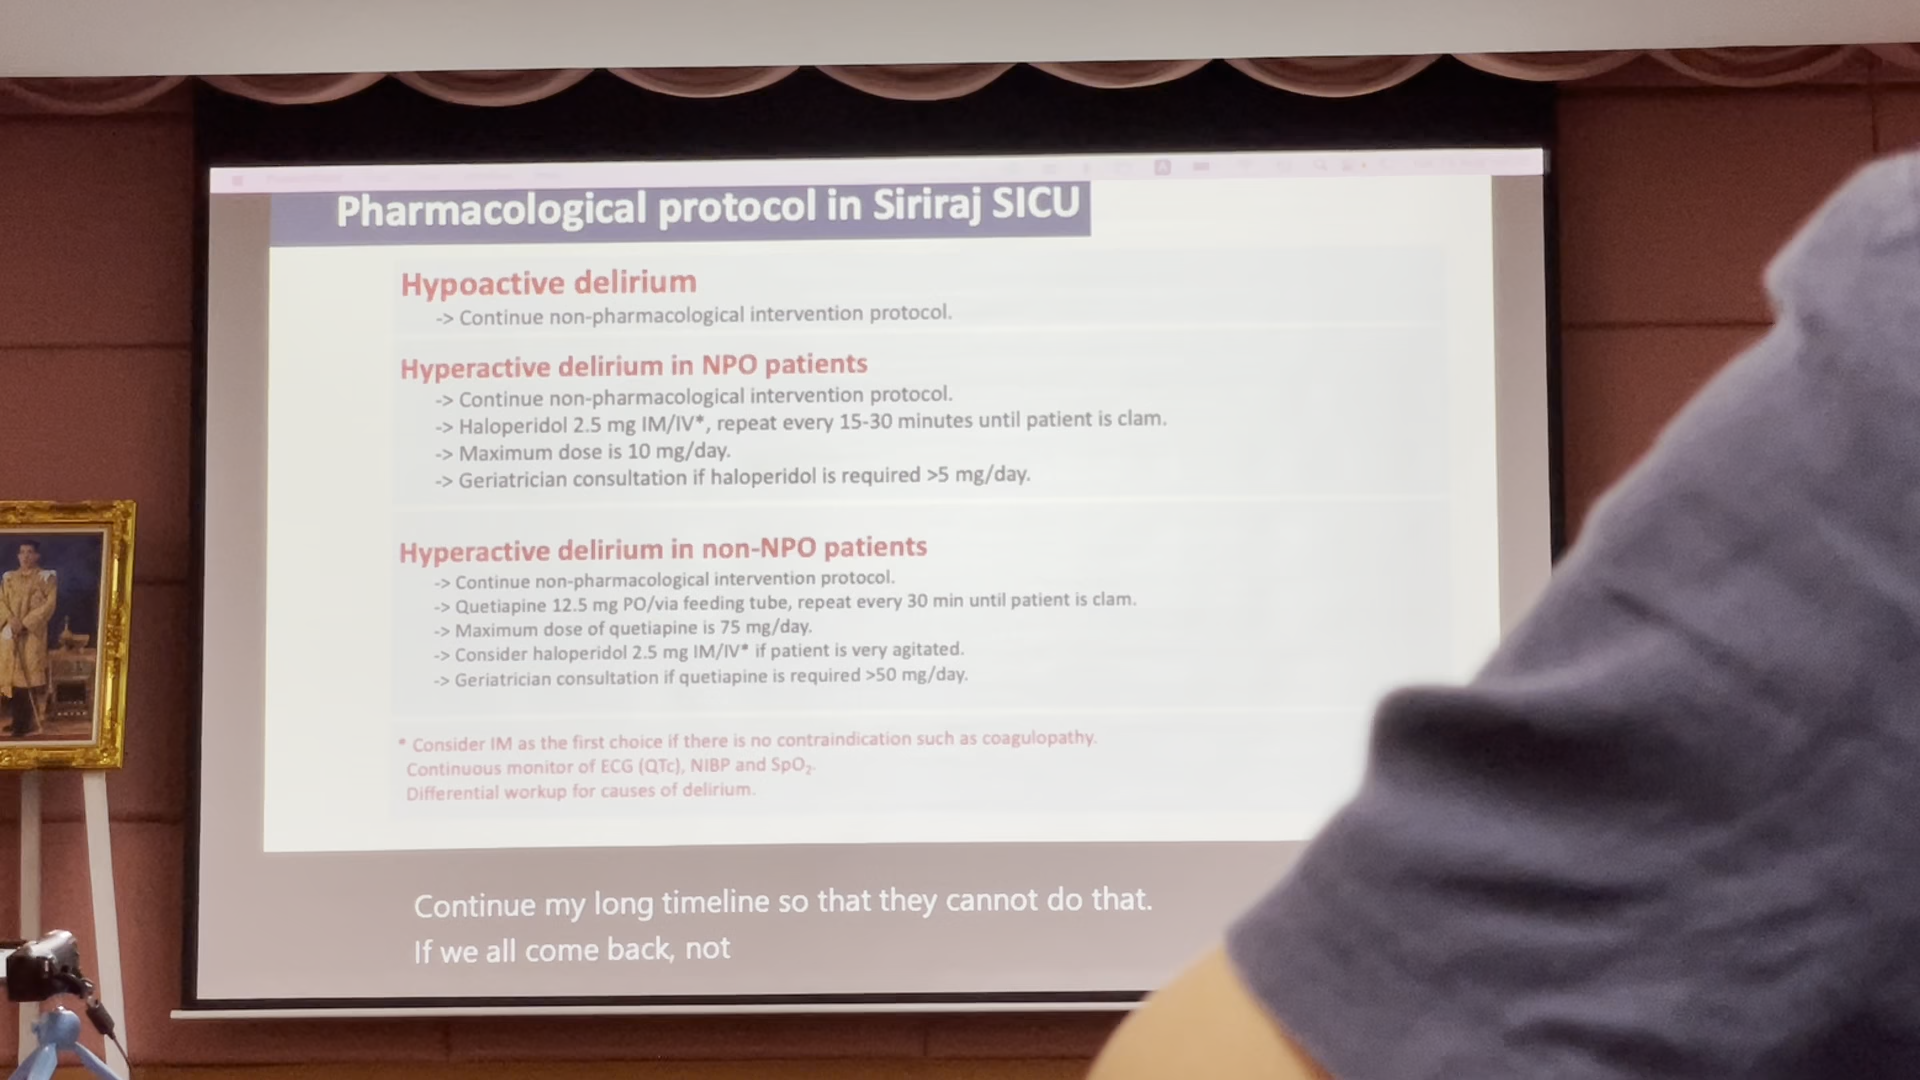 Pharmacological protocol in Siriraj SICU
Hypoactive delirium
-> Continue non-pharmacological intervention protocol.
Hyperactive delirium in NPO patients
-> Continue non-pharmacological intervention protocol.
-> Haloperidol 2.5 mg IM/IV*, repeat every 15-30 minutes until patient is clam.
-> Maximum dose is 10 mg/day.
-> Geriatrician consultation if haloperidol is required >5 mg/day.
Hyperactive delirium in non-NPO patients
-> Continue non-pharmacological intervention protocol.
-> Quetiapine 12.5 mg PO/via feeding tube, repeat every 30 min until patient is clam.
-> Maximum dose of quetiapine is 75 mg/day.
-> Consider haloperidol 2.5 mg IM/IV* if patient is very agitated.
-> Geriatrician consultation if quetiapine is required >50 mg/day.
* Consider IM as the first choice if there is no contraindication such as coagulopathy.
Continuous monitor of ECG (QTc), NIBP and SpO₂.
Differential workup for causes of delirium.
Continue my long timeline so that they cannot do that.
If we all come back, not